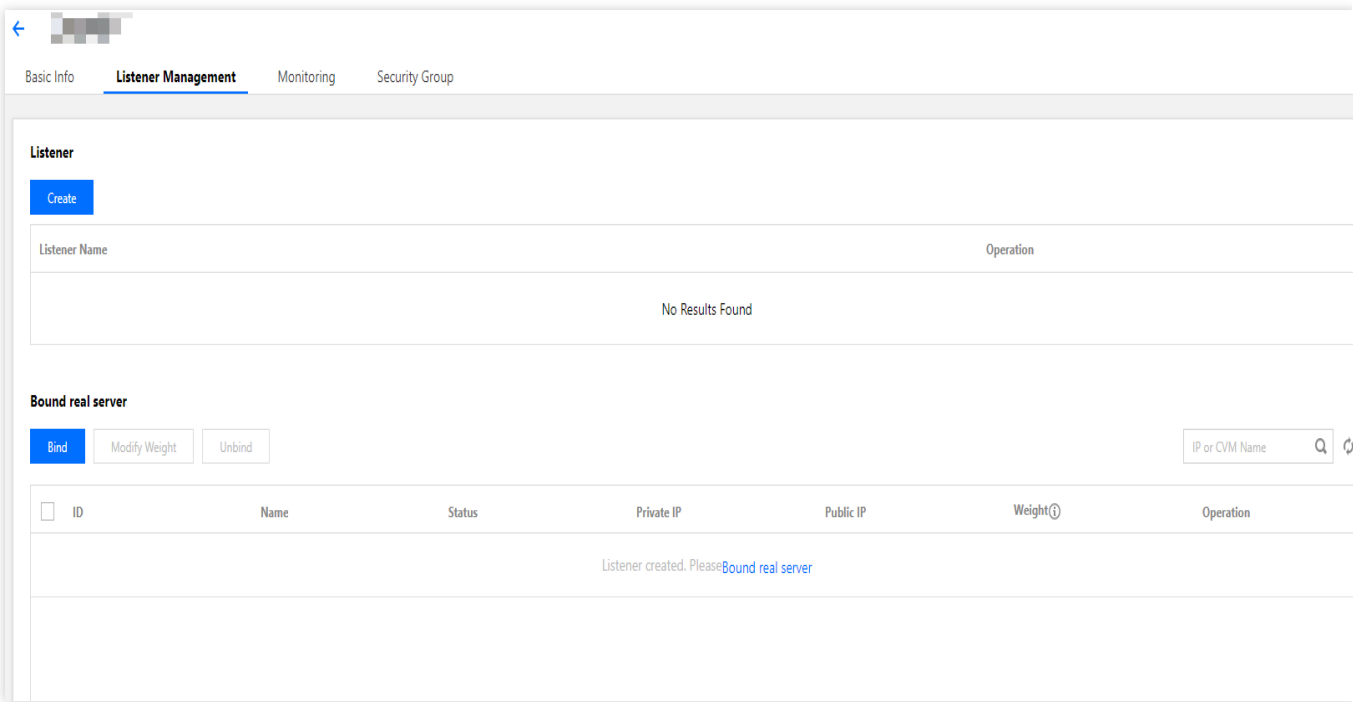 Basic Info Listener Management Monitoring Security Group
Listener
Create
Listener Name Operation
No Results Found
Bound real server
Bind Modify Weight Unbind IP or CVM Name
ID Name Status Private IP Public IP Weight Operation
Listener created. PleaseBound real server